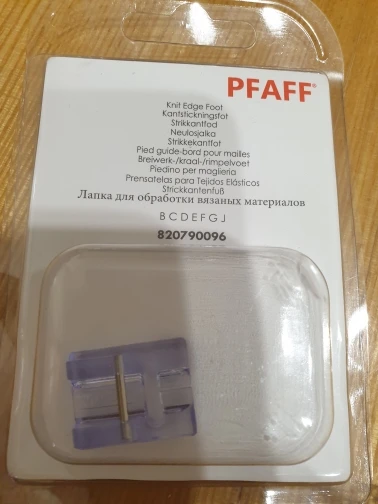 PFAFF®
Knit Edge Foot
Kantstickningsfot
Strikkantfod
Neulosjalka
Strikkekantfot
Pied guide-bord pour mailles
Breiwerk-/kraal-/rimpelvoet
Piedino per maglieria
Prensatelas para Tejidos Elásticos
Strickkantenfuß
Лапка для обработки вязаных материалов
B C D E F G J
820790096